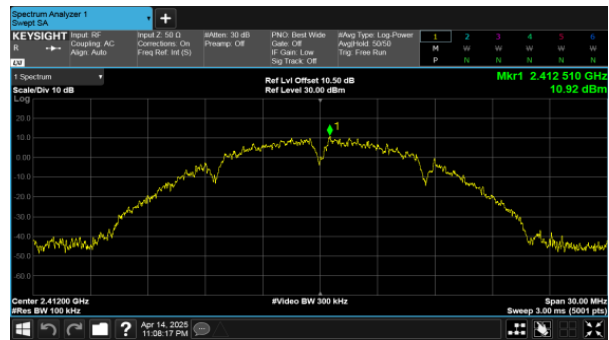 Spectrum Analyzer 1
Swept SA
+
KEYSIGHT
R
LXI
Input: RF
Coupling: AC
Align: Auto
Input Z: 50 Ω
Corrections: On
Freq Ref: Int (S)
#Atten: 30 dB
Preamp: Off
PNO: Best Wide
Gate: Off
IF Gain: Low
Sig Track: Off
#Avg Type: Log-Power
Avg|Hold: 50/50
Trig: Free Run
1 2 3 4 5 6
M W W W W W
P N N N N N
1 Spectrum
Scale/Div 10 dB
Log
Ref Lvl Offset 10.50 dB
Ref Level 30.00 dBm
Mkr1 2.412 510 GHz
10.92 dBm
1
20.0
10.0
0.00
-10.0
-20.0
-30.0
-40.0
-50.0
-60.0
Center 2.41200 GHz
#Res BW 100 kHz
#Video BW 300 kHz
Span 30.00 MHz
Sweep 3.00 ms (5001 pts)
?
Apr 14, 2025
11:08:17 PM